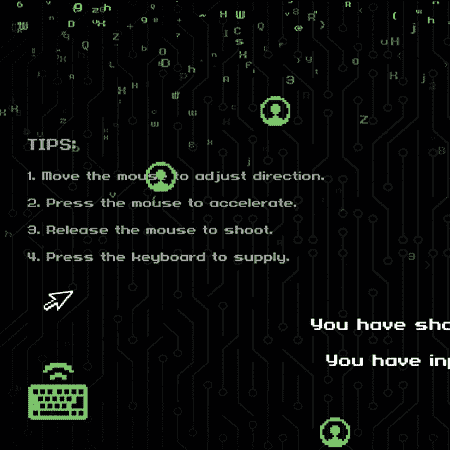 TIPS:
1. Move the mouse to adjust direction.
2. Press the mouse to accelerate.
3. Release the mouse to shoot.
4. Press the keyboard to supply.
You have sho
You have inp